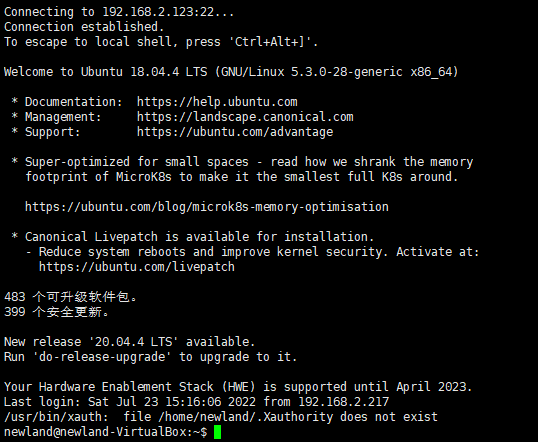 Connecting to 192.168.2.123:22...
Connection established.
To escape to local shell, press 'Ctrl+Alt+]'.
Welcome to Ubuntu 18.04.4 LTS (GNU/Linux 5.3.0-28-generic x86_64)
* Documentation:  https://help.ubuntu.com
* Management:     https://landscape.canonical.com
* Support:        https://ubuntu.com/advantage
* Super-optimized for small spaces - read how we shrank the memory
footprint of MicroK8s to make it the smallest full K8s around.
https://ubuntu.com/blog/microk8s-memory-optimisation
* Canonical Livepatch is available for installation.
- Reduce system reboots and improve kernel security. Activate at:
https://ubuntu.com/livepatch
483 个可升级软件包。
399 个安全更新。
New release '20.04.4 LTS' available.
Run 'do-release-upgrade' to upgrade to it.
Your Hardware Enablement Stack (HWE) is supported until April 2023.
Last login: Sat Jul 23 15:16:06 2022 from 192.168.2.217
/usr/bin/xauth:  file /home/newland/.Xauthority does not exist
newland@newland-VirtualBox:~$